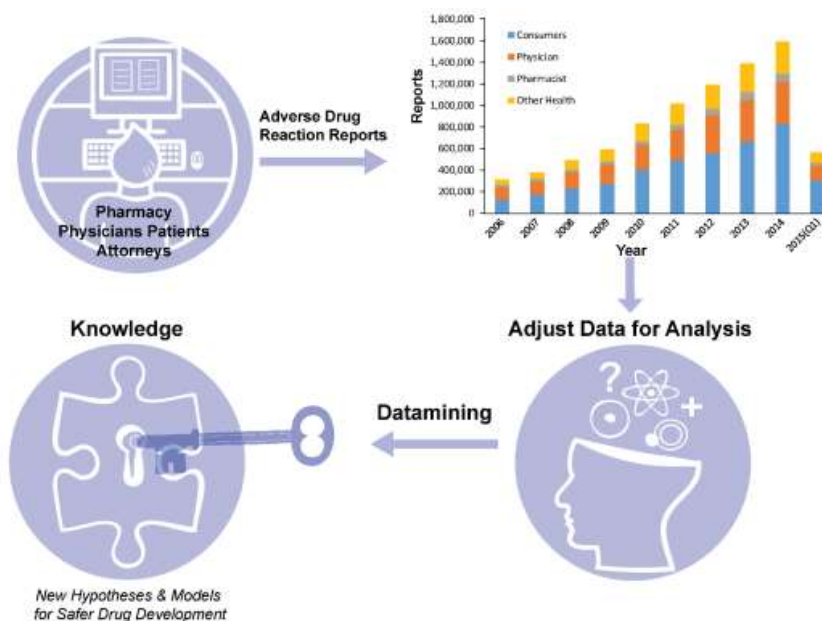 Pharmacy
Physicians Patients
Attorneys
Adverse Drug
Reaction Reports
Reports
1,800,000
1,600,000
1,400,000
1,200,000
1,000,000
800,000
600,000
400,000
200,000
0
Consumers
Physician
Pharmacist
Other Health
2006
2007
2008
2009
2010
2011
2012
2013
2014
2015(Q1)
Year
Adjust Data for Analysis
?
+
Datamining
Knowledge
New Hypotheses & Models
for Safer Drug Development